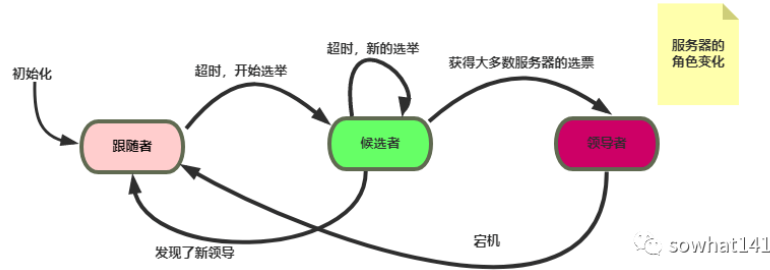 服务器的
角色变化
初始化
超时，开始选举
超时，新的选举
获得大多数服务器的选票
跟随者
候选者
领导者
发现了新领导
宕机
sowhat141